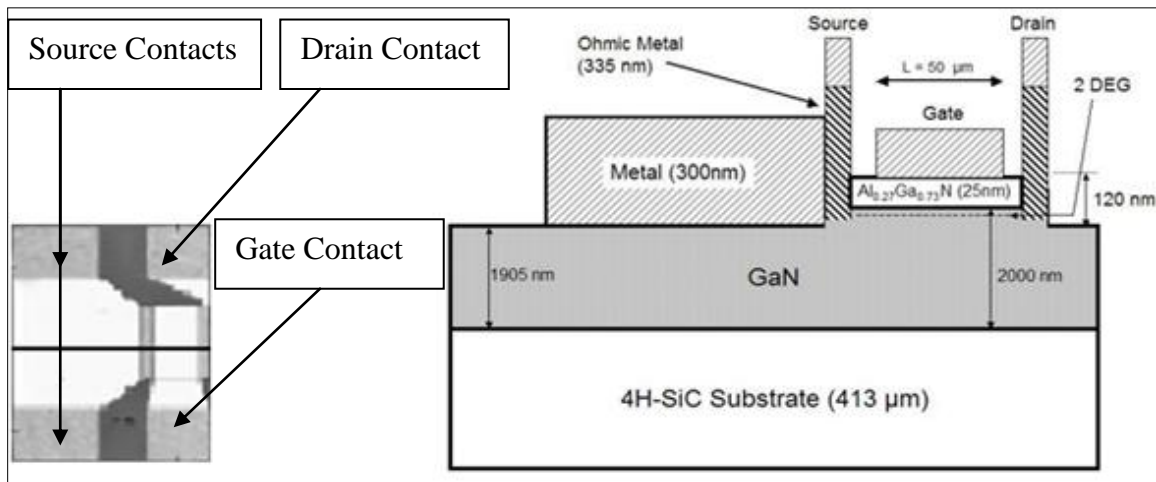 Source Contacts
Drain Contact
Gate Contact
Source
Drain
Ohmic Metal
(335 nm)
L = 50 µm
2 DEG
Gate
Metal (300nm)
Al₀.₂₇Ga₀.₇₃N (25nm)
120 nm
1905 nm
GaN
2000 nm
4H-SiC Substrate (413 µm)